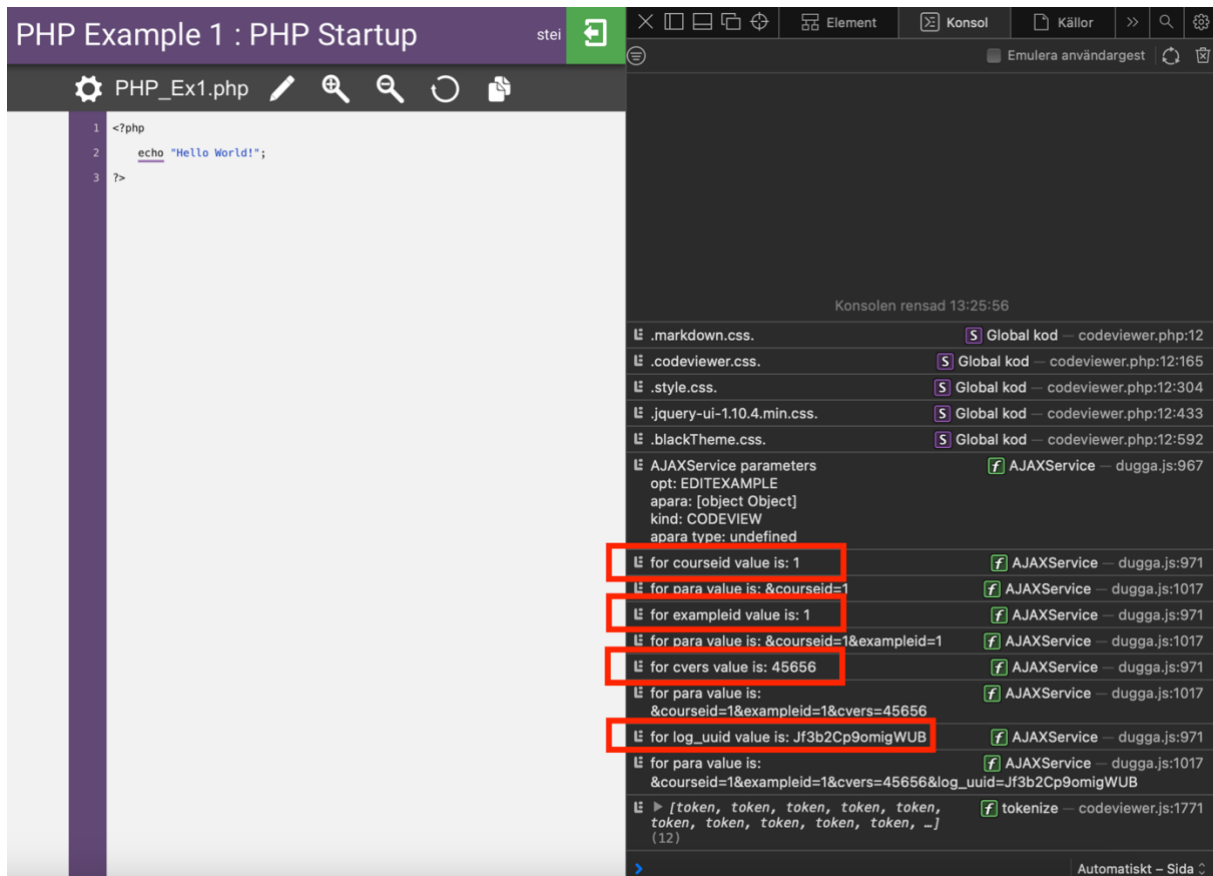 PHP Example 1 : PHP Startup
stei
PHP_Ex1.php
1 <?php
2 echo "Hello World!";
3 ?>
Element
Konsol
Källor
Emulera användargest
Konsolen rensad 13:25:56
.markdown.css. S Global kod — codeviewer.php:12
.codeviewer.css. S Global kod — codeviewer.php:12:165
.style.css. S Global kod — codeviewer.php:12:304
.jquery-ui-1.10.4.min.css. S Global kod — codeviewer.php:12:433
.blackTheme.css. S Global kod — codeviewer.php:12:592
AJAXService parameters f AJAXService — dugga.js:967
opt: EDITEXAMPLE
apara: [object Object]
kind: CODEVIEW
apara type: undefined
for courseid value is: 1 f AJAXService — dugga.js:971
for para value is: &courseid=1 f AJAXService — dugga.js:1017
for exampleid value is: 1 f AJAXService — dugga.js:971
for para value is: &courseid=1&exampleid=1 f AJAXService — dugga.js:1017
for cvers value is: 45656 f AJAXService — dugga.js:971
for para value is: f AJAXService — dugga.js:1017
&courseid=1&exampleid=1&cvers=45656
for log_uuid value is: Jf3b2Cp9omigWUB f AJAXService — dugga.js:971
for para value is: f AJAXService — dugga.js:1017
&courseid=1&exampleid=1&cvers=45656&log_uuid=Jf3b2Cp9omigWUB
[token, token, token, token, token, f tokenize — codeviewer.js:1771
token, token, token, token, token, …]
(12)
Automatiskt – Sida